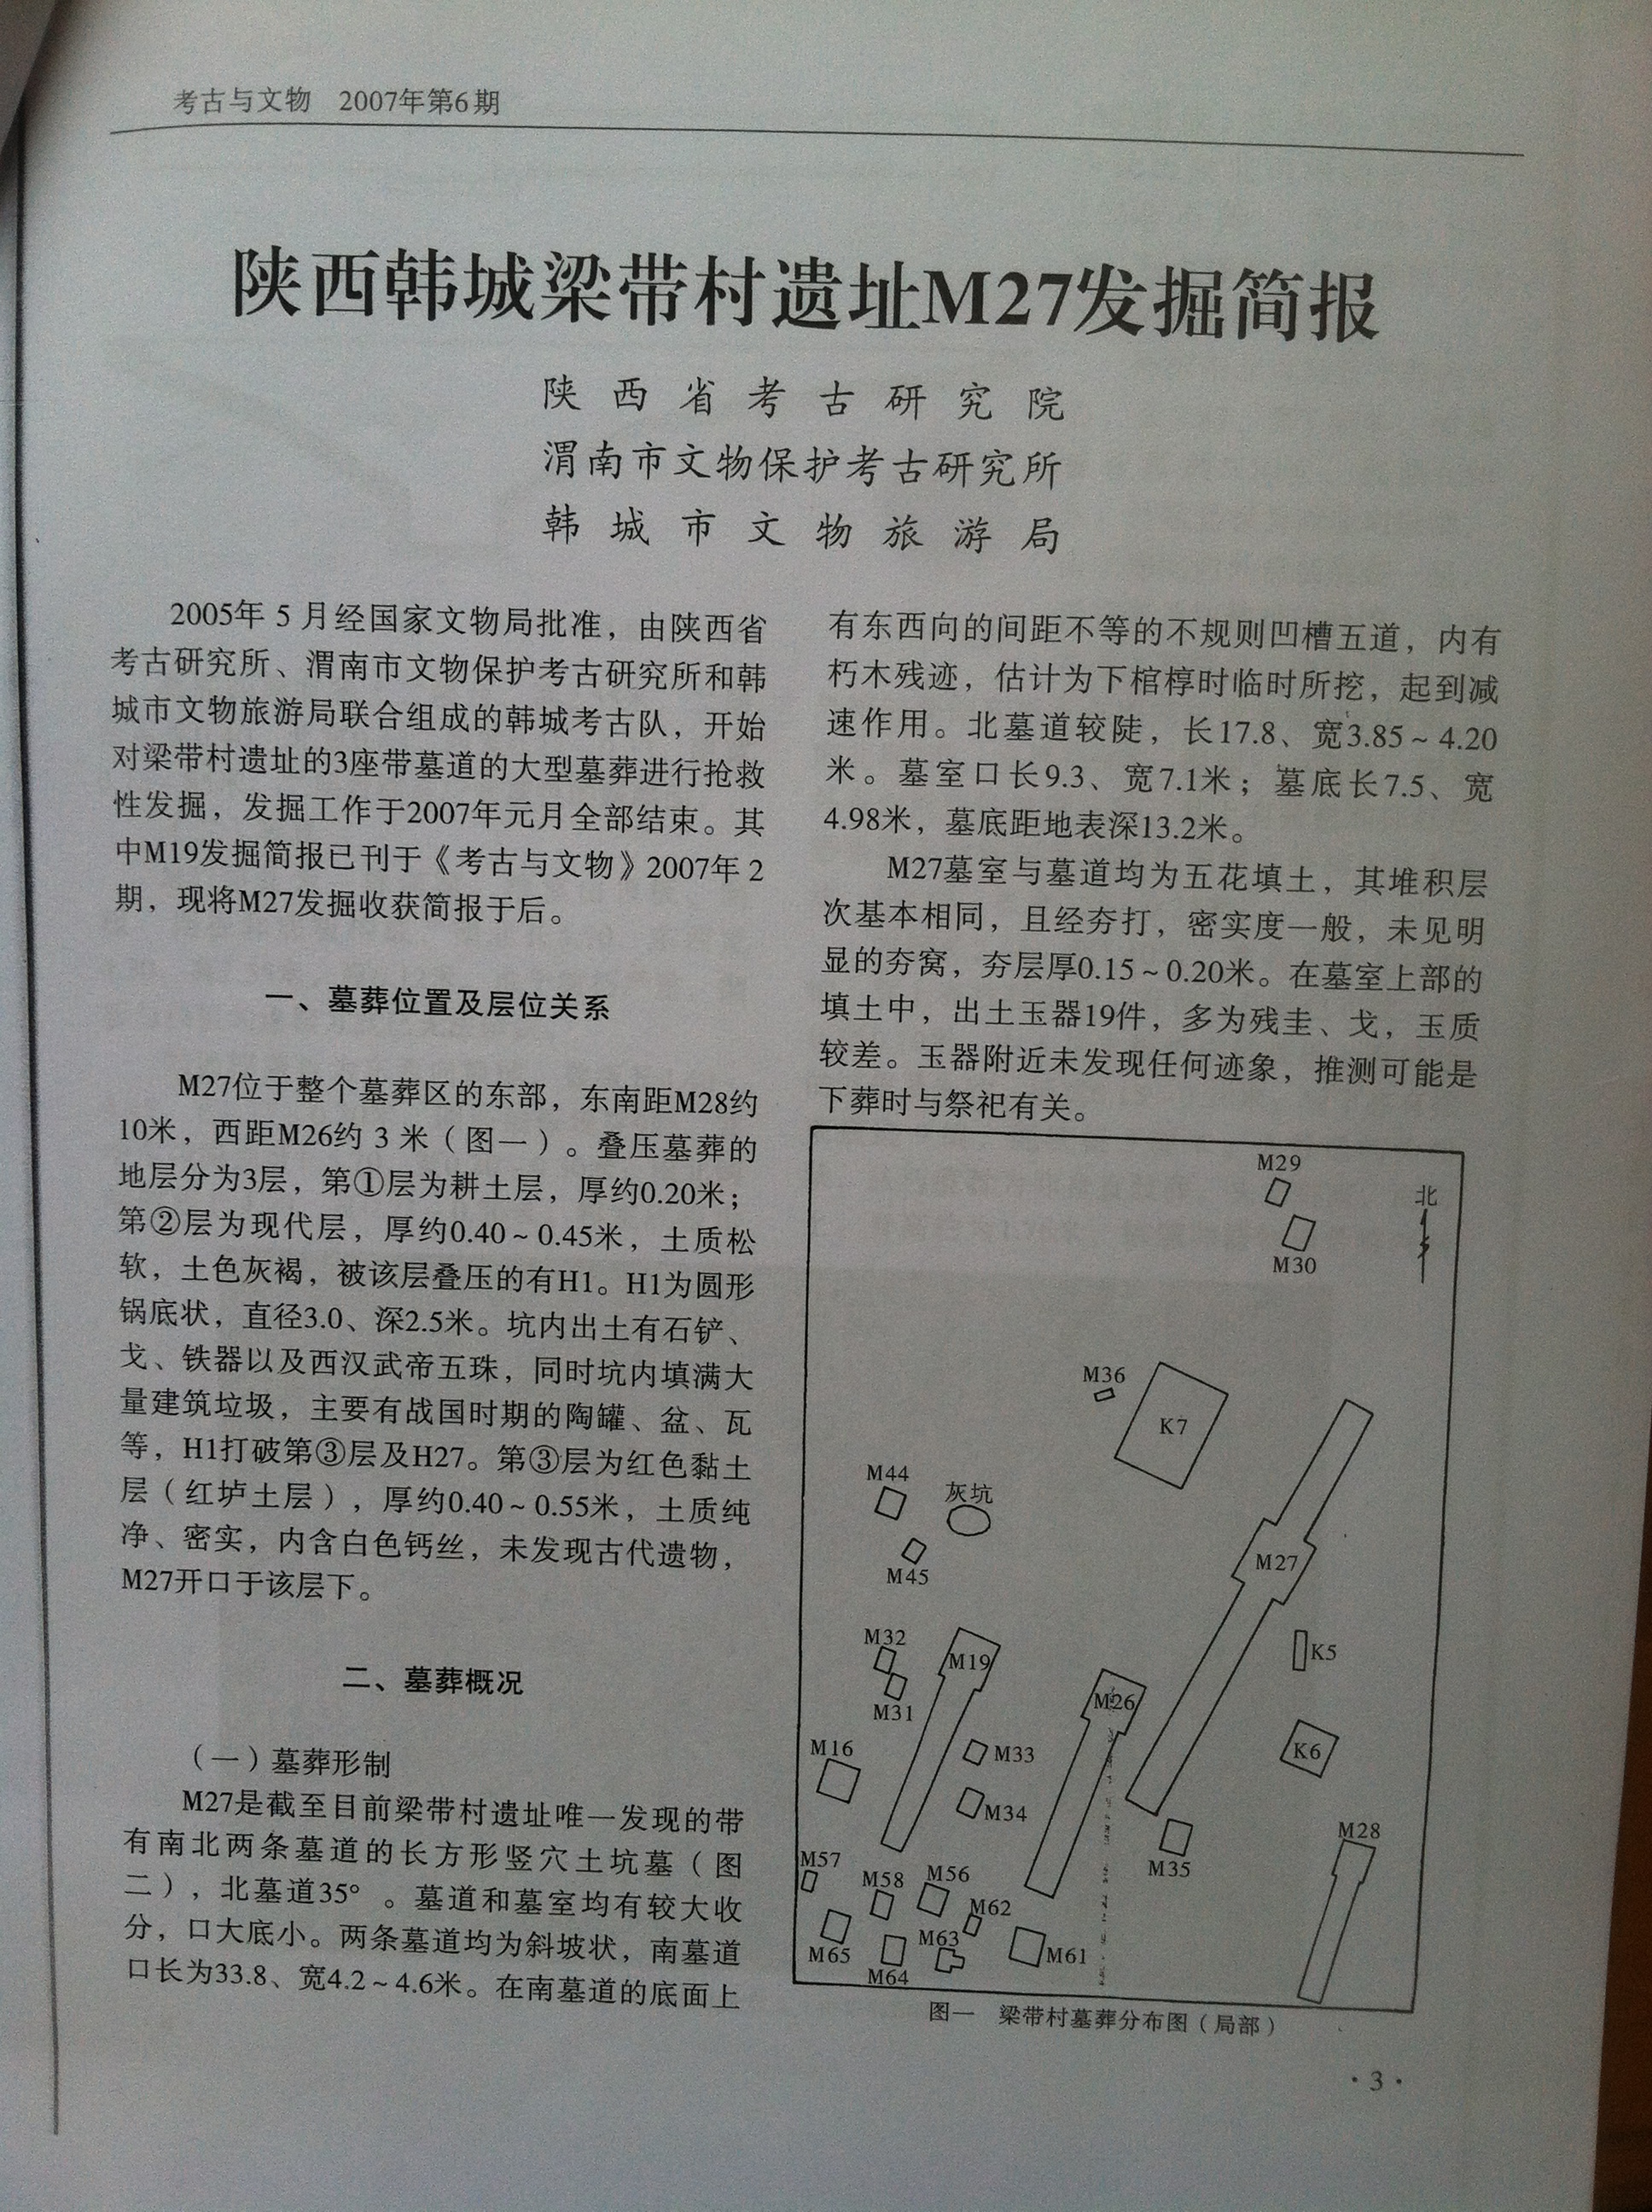 考古与文物 2007年第6期
陕西韩城梁带村遗址M27发掘简报
陕西省考古研究院
渭南市文物保护考古研究所
韩城市文物旅游局
2005年5月经国家文物局批准，由陕西省
考古研究所、渭南市文物保护考古研究所和韩
城市文物旅游局联合组成的韩城考古队，开始
对梁带村遗址的3座带墓道的大型墓葬进行抢救
性发掘，发掘工作于2007年元月全部结束。其
中M19发掘简报已刊于《考古与文物》2007年2
期，现将M27发掘收获简报于后。
一、墓葬位置及层位关系
M27位于整个墓葬区的东部，东南距M28约
10米，西距M26约3米（图一）。叠压墓葬的
地层分为3层，第①层为耕土层，厚约0.20米；
第②层为现代层，厚约0.40～0.45米，土质松
软，土色灰褐，被该层叠压的有H1。H1为圆形
锅底状，直径3.0、深2.5米。坑内出土有石铲、
戈、铁器以及西汉武帝五珠，同时坑内填满大
量建筑垃圾，主要有战国时期的陶罐、盆、瓦
等，H1打破第③层及H27。第③层为红色黏土
层（红垆土层），厚约0.40～0.55米，土质纯
净、密实，内含白色钙丝，未发现古代遗物，
M27开口于该层下。
二、墓葬概况
（一）墓葬形制
M27是截至目前梁带村遗址唯一发现的带
有南北两条墓道的长方形竖穴土坑墓（图
二），北墓道35°。墓道和墓室均有较大收
分，口大底小。两条墓道均为斜坡状，南墓道
口长为33.8、宽4.2～4.6米。在南墓道的底面上
有东西向的间距不等的不规则凹槽五道，内有
朽木残迹，估计为下棺椁时临时所挖，起到减
速作用。北墓道较陡，长17.8、宽3.85～4.20
米。墓室口长9.3、宽7.1米；墓底长7.5、宽
4.98米，墓底距地表深13.2米。
M27墓室与墓道均为五花填土，其堆积层
次基本相同，且经夯打，密实度一般，未见明
显的夯窝，夯层厚0.15～0.20米。在墓室上部的
填土中，出土玉器19件，多为残圭、戈，玉质
较差。玉器附近未发现任何迹象，推测可能是
下葬时与祭祀有关。
M29
北
M30
M36
K7
M44
灰坑
M45
M27
M32
M19
K5
M31
M26
M16
M33
K6
M34
M28
M35
M57
M58
M56
M62
M63
M65
M61
M64
图一 梁带村墓葬分布图（局部）
·3·